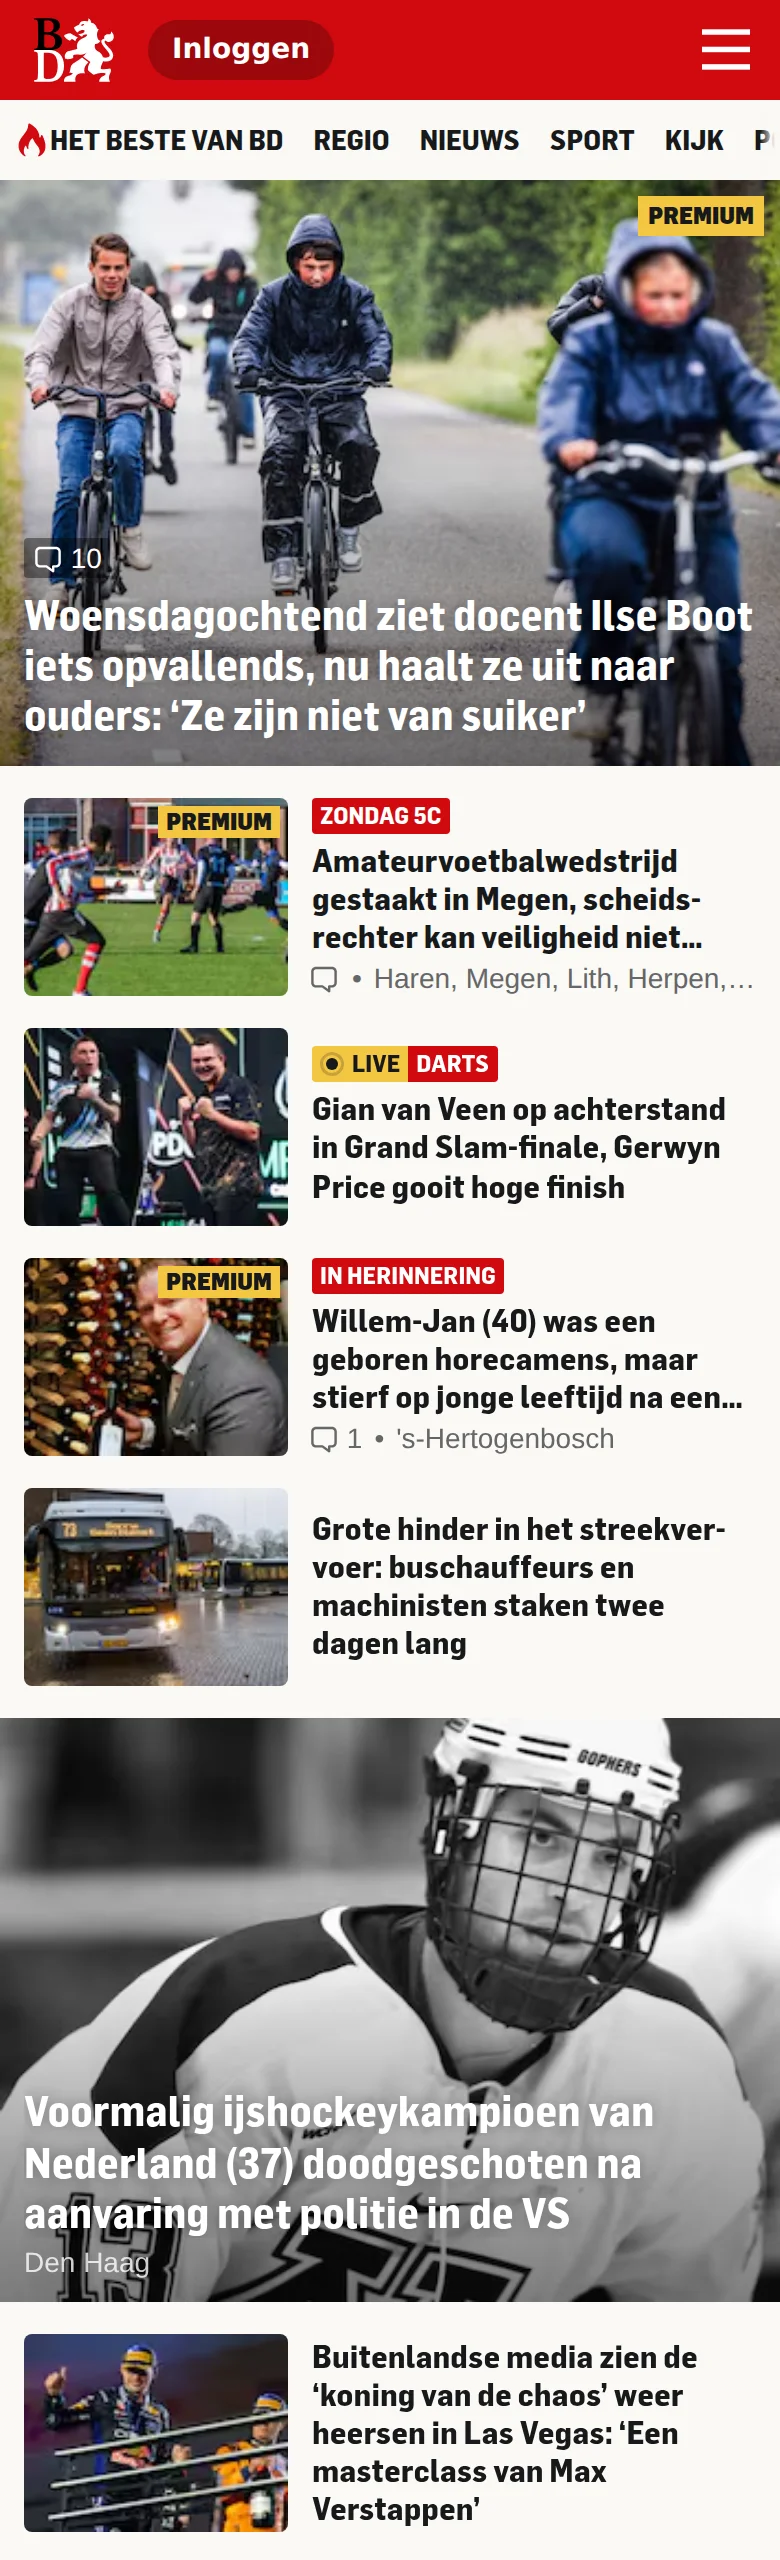 BD
Inloggen
HET BESTE VAN BD REGIO NIEUWS SPORT KIJK
PREMIUM
10
Woensdagochtend ziet docent Ilse Boot
iets opvallends, nu haalt ze uit naar
ouders: ‘Ze zijn niet van suiker’
PREMIUM
ZONDAG 5C
Amateurvoetbalwedstrijd
gestaakt in Megen, scheids-
rechter kan veiligheid niet...
• Haren, Megen, Lith, Herpen,...
LIVE DARTS
Gian van Veen op achterstand
in Grand Slam-finale, Gerwyn
Price gooit hoge finish
PREMIUM
IN HERINNERING
Willem-Jan (40) was een
geboren horecamens, maar
stierf op jonge leeftijd na een...
1 • 's-Hertogenbosch
73
Grote hinder in het streekver-
voer: buschauffeurs en
machinisten staken twee
dagen lang
GOPHERS
Voormalig ijshockeykampioen van
Nederland (37) doodgeschoten na
aanvaring met politie in de VS
Den Haag
13
Buitenlandse media zien de
‘koning van de chaos’ weer
heersen in Las Vegas: ‘Een
masterclass van Max
Verstappen’